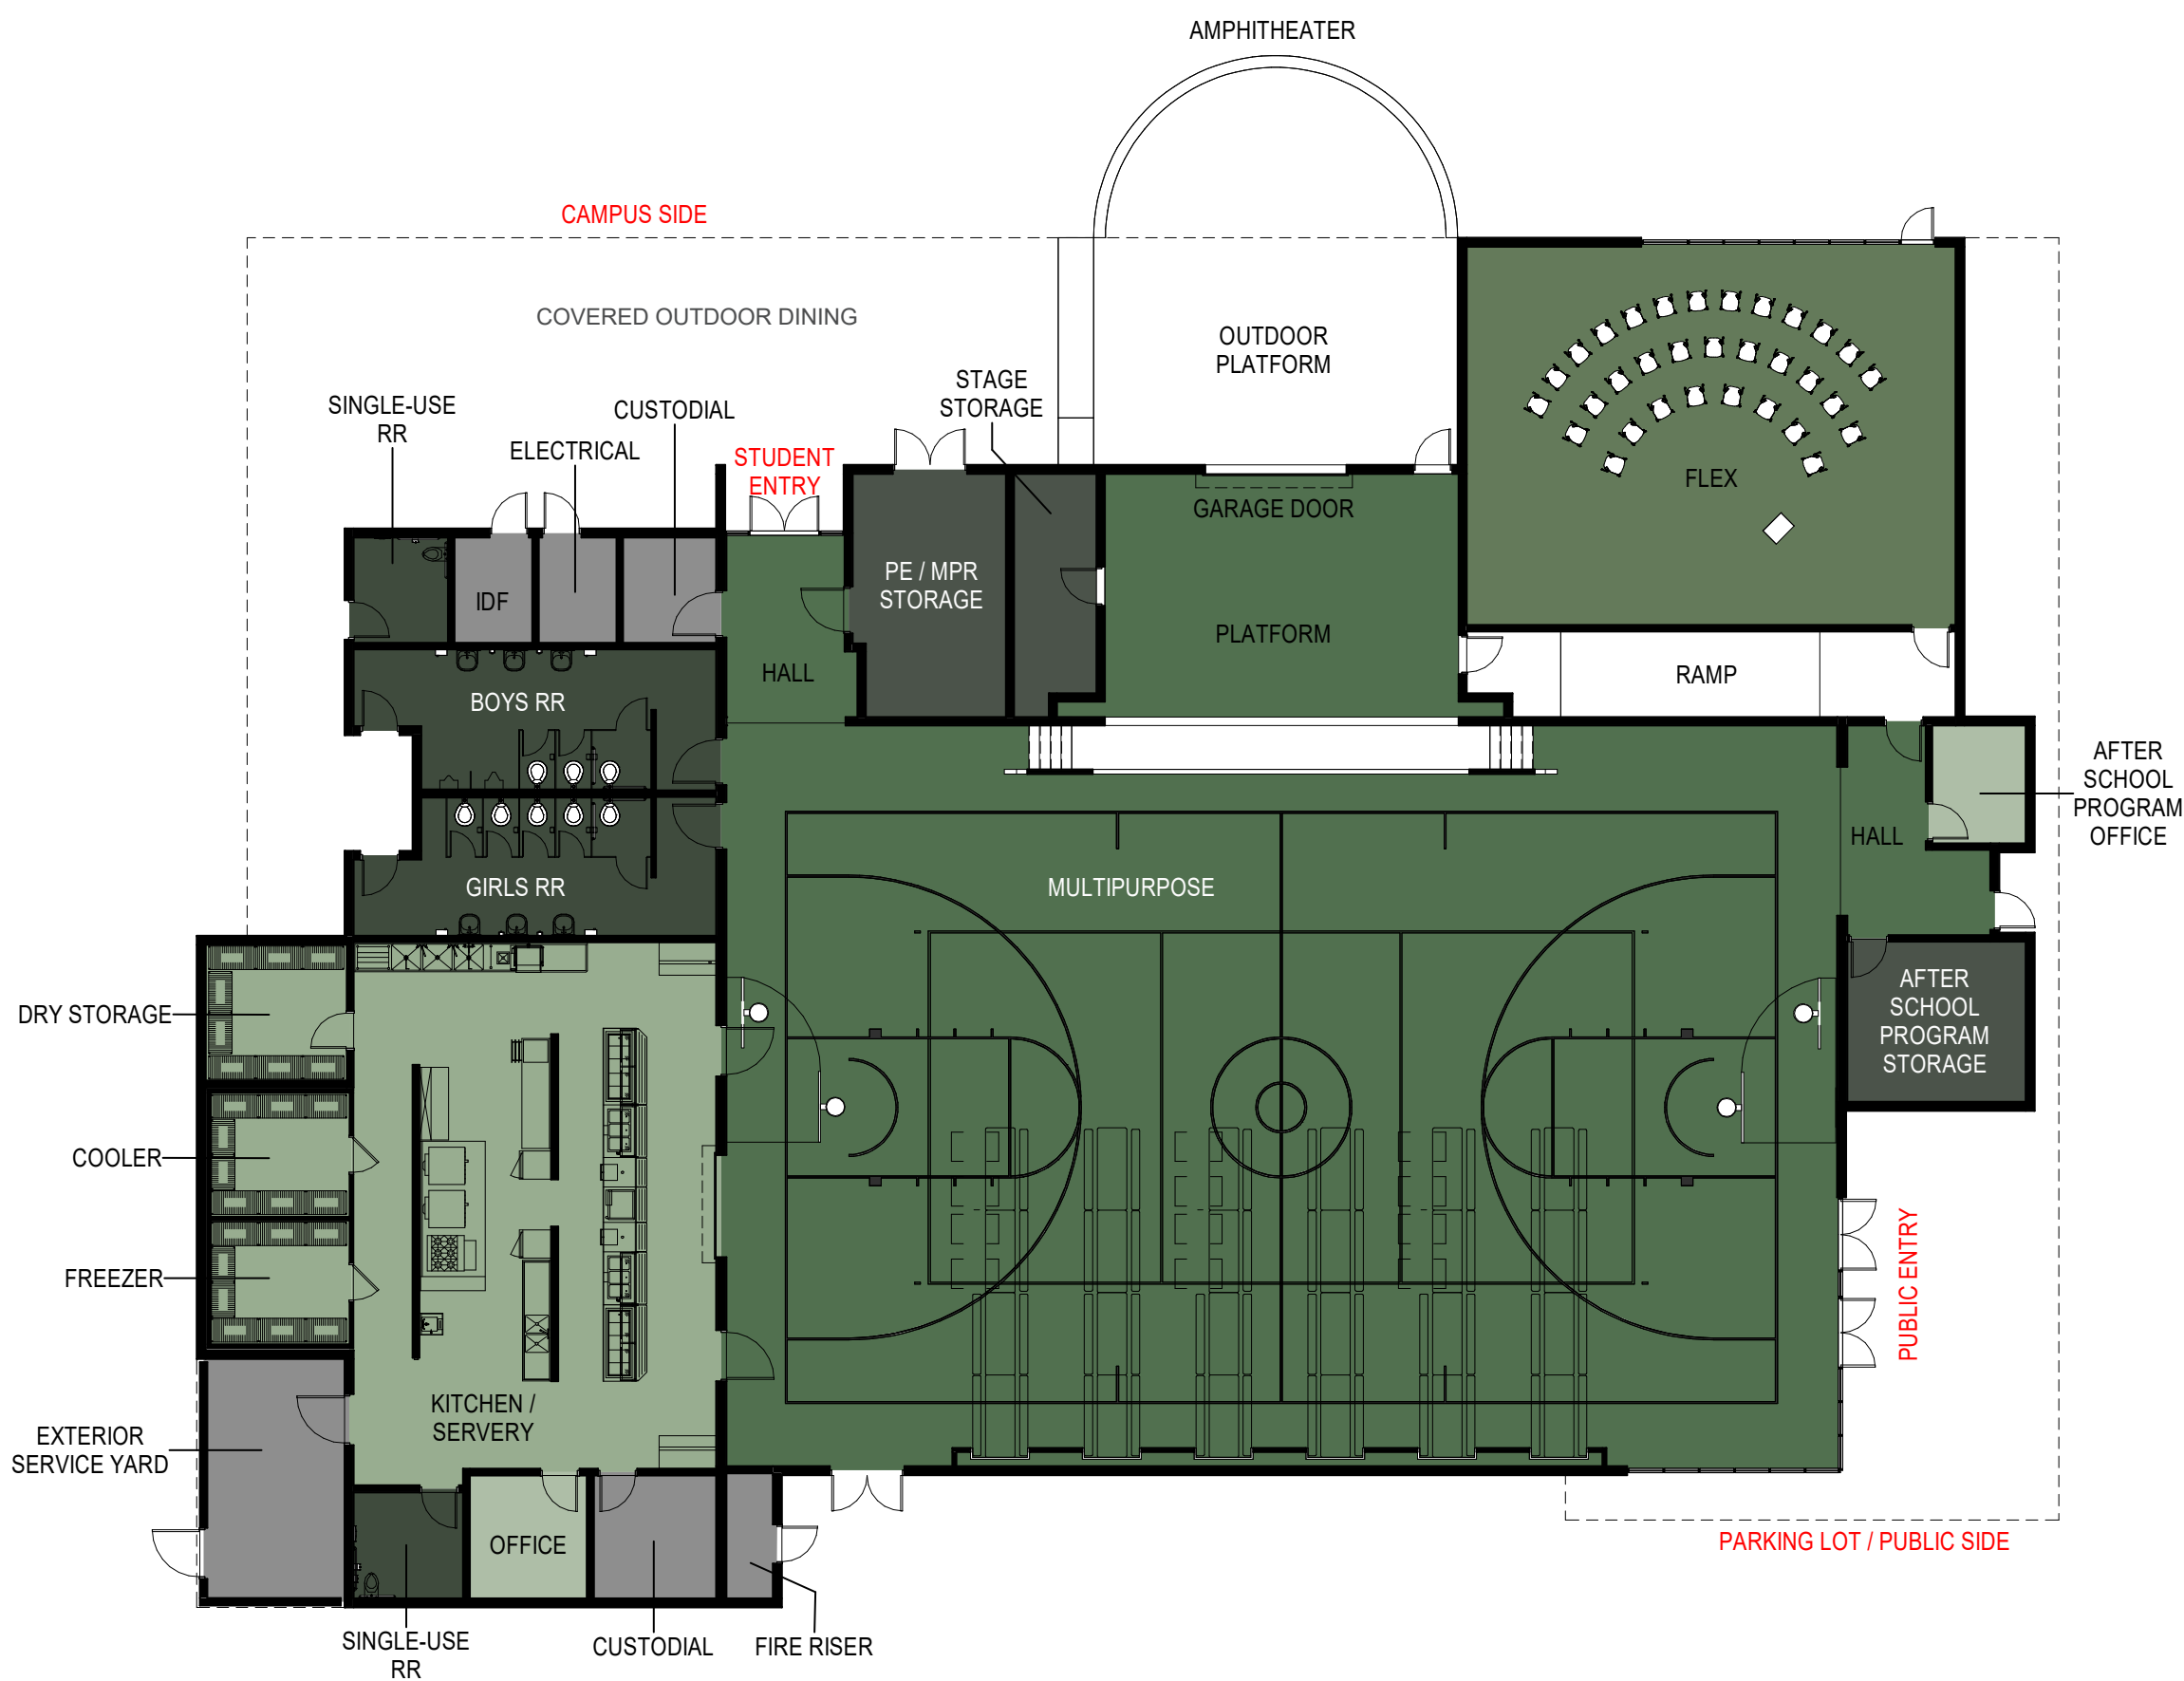 AMPHITHEATER
CAMPUS SIDE
COVERED OUTDOOR DINING
OUTDOOR
PLATFORM
STAGE
STORAGE
SINGLE-USE
RR
CUSTODIAL
ELECTRICAL
STUDENT
ENTRY
FLEX
GARAGE DOOR
PE / MPR
STORAGE
IDF
PLATFORM
HALL
RAMP
BOYS RR
AFTER
SCHOOL
PROGRAM
OFFICE
HALL
GIRLS RR
MULTIPURPOSE
AFTER
SCHOOL
PROGRAM
STORAGE
DRY STORAGE
COOLER
FREEZER
PUBLIC ENTRY
KITCHEN /
SERVERY
EXTERIOR
SERVICE YARD
OFFICE
PARKING LOT / PUBLIC SIDE
SINGLE-USE
RR
CUSTODIAL
FIRE RISER